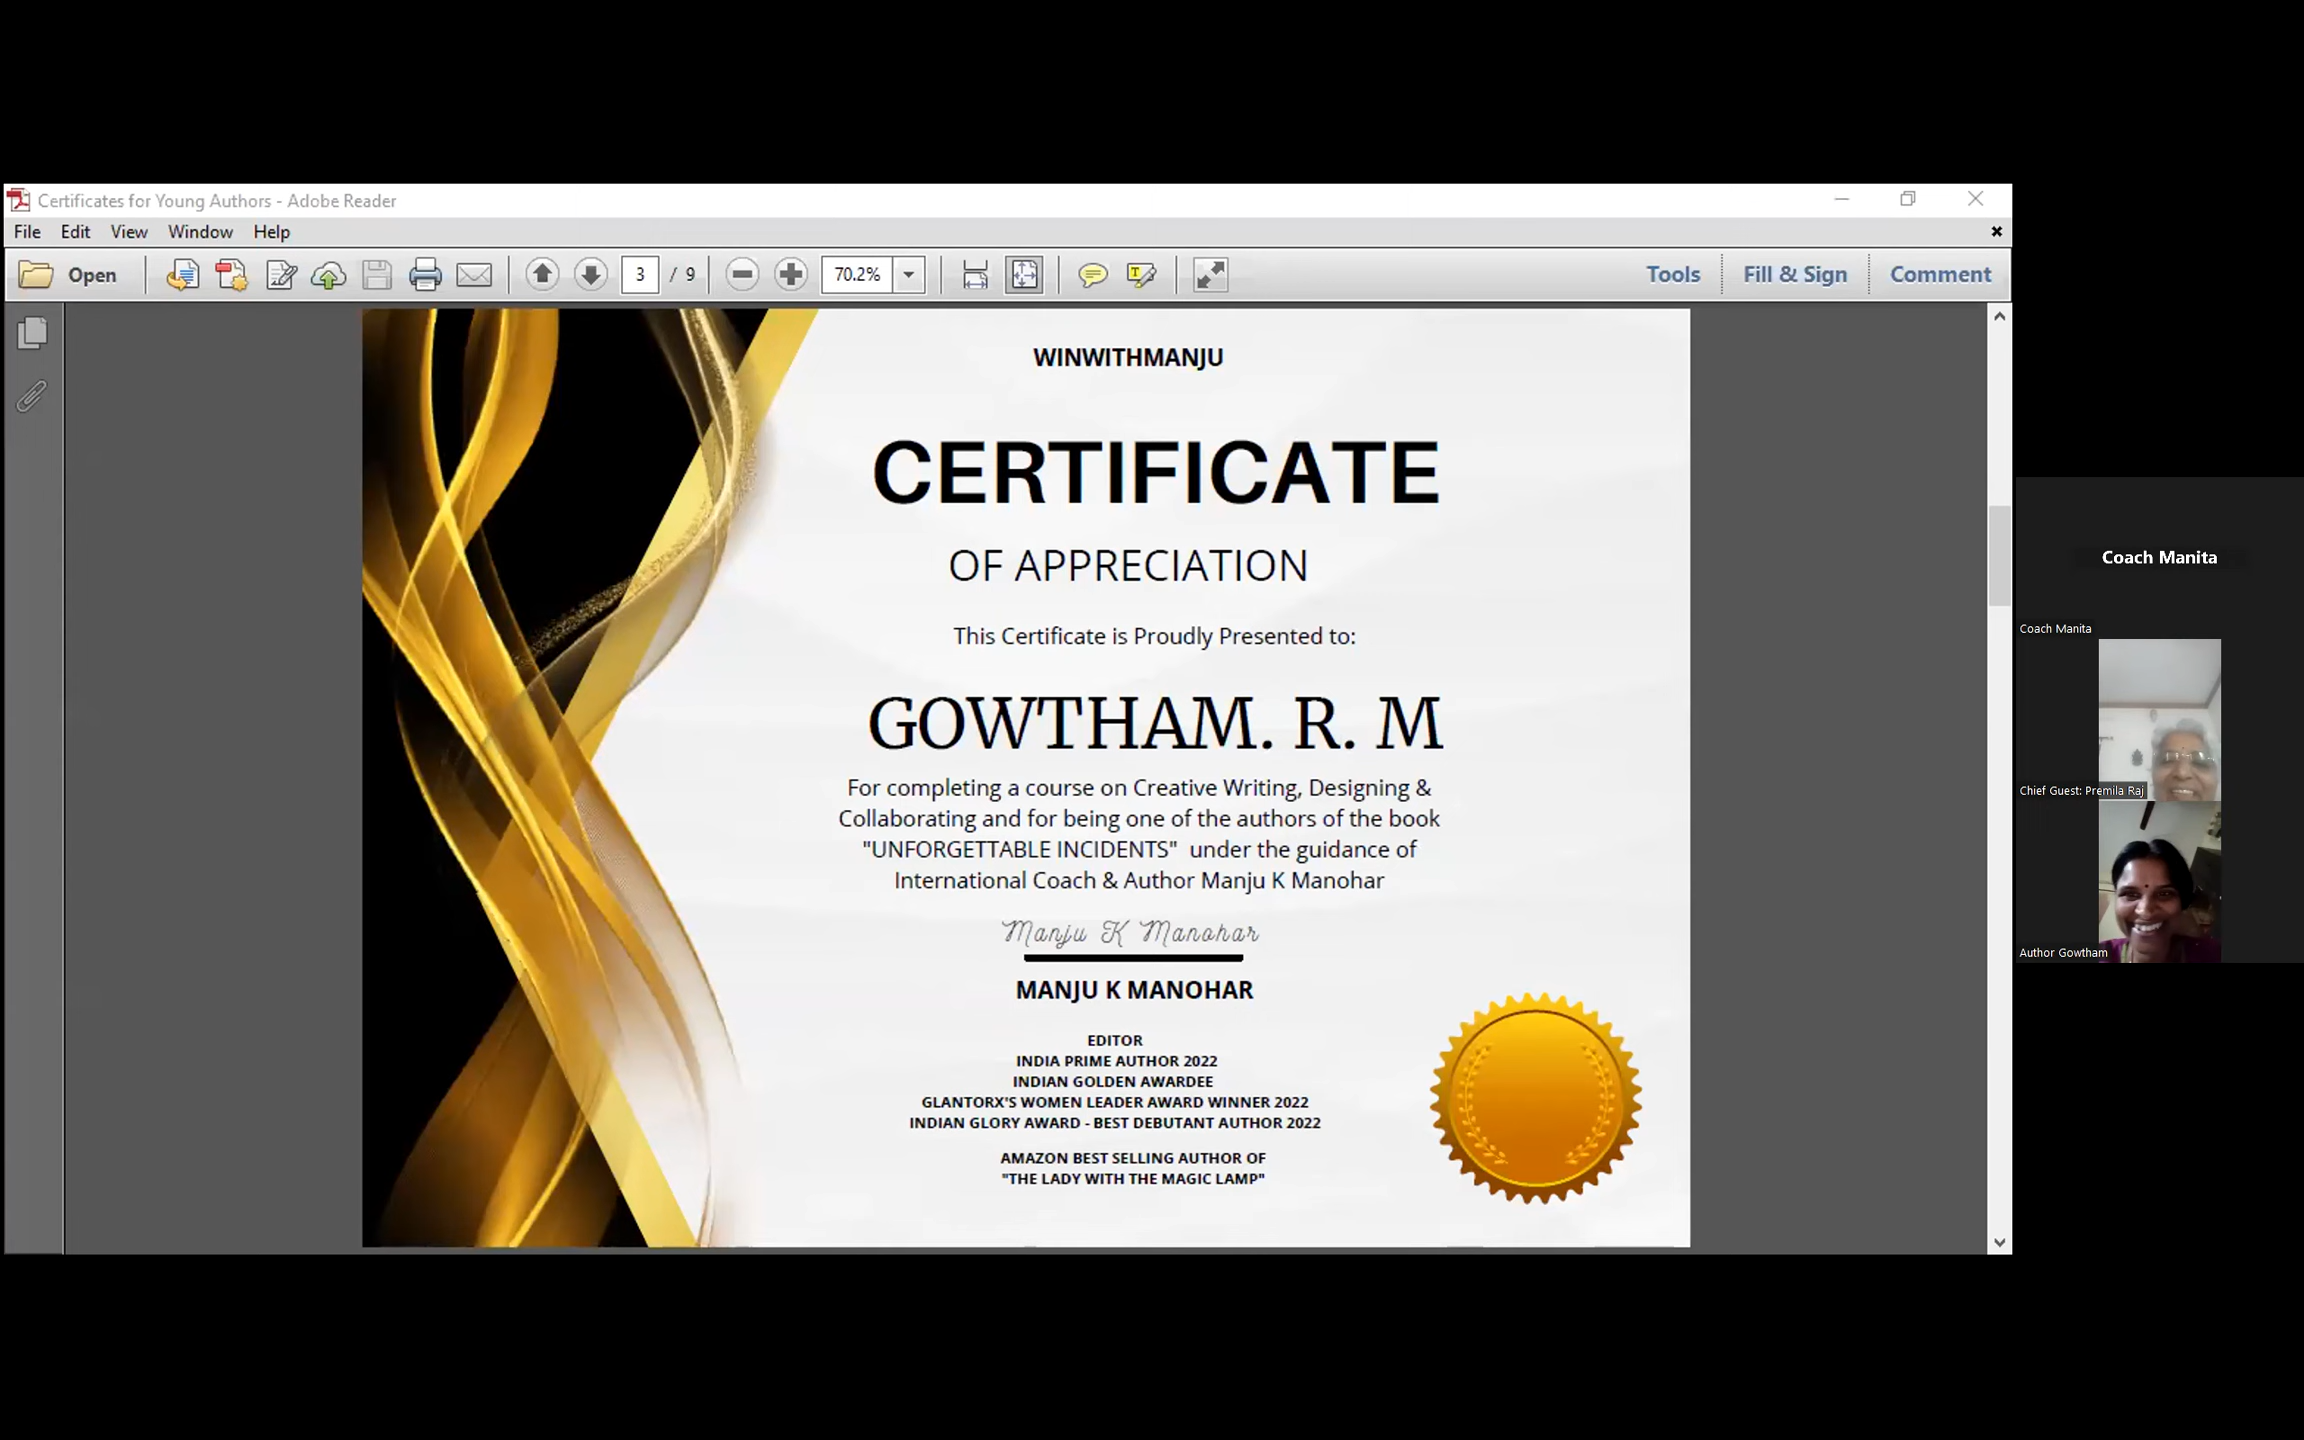 Certificates for Young Authors - Adobe Reader
File Edit View Window Help
Open 3 / 9 70.2% Tools Fill & Sign Comment
WINWITHMANJU
CERTIFICATE
OF APPRECIATION
This Certificate is Proudly Presented to:
GOWTHAM. R. M
For completing a course on Creative Writing, Designing &
Collaborating and for being one of the authors of the book
"UNFORGETTABLE INCIDENTS" under the guidance of
International Coach & Author Manju K Manohar
Manju K Manohar
MANJU K MANOHAR
EDITOR
INDIA PRIME AUTHOR 2022
INDIAN GOLDEN AWARDEE
GLANTORX'S WOMEN LEADER AWARD WINNER 2022
INDIAN GLORY AWARD - BEST DEBUTANT AUTHOR 2022
AMAZON BEST SELLING AUTHOR OF
"THE LADY WITH THE MAGIC LAMP"
Coach Manita
Coach Manita
Chief Guest: Premila Raj
Author Gowtham